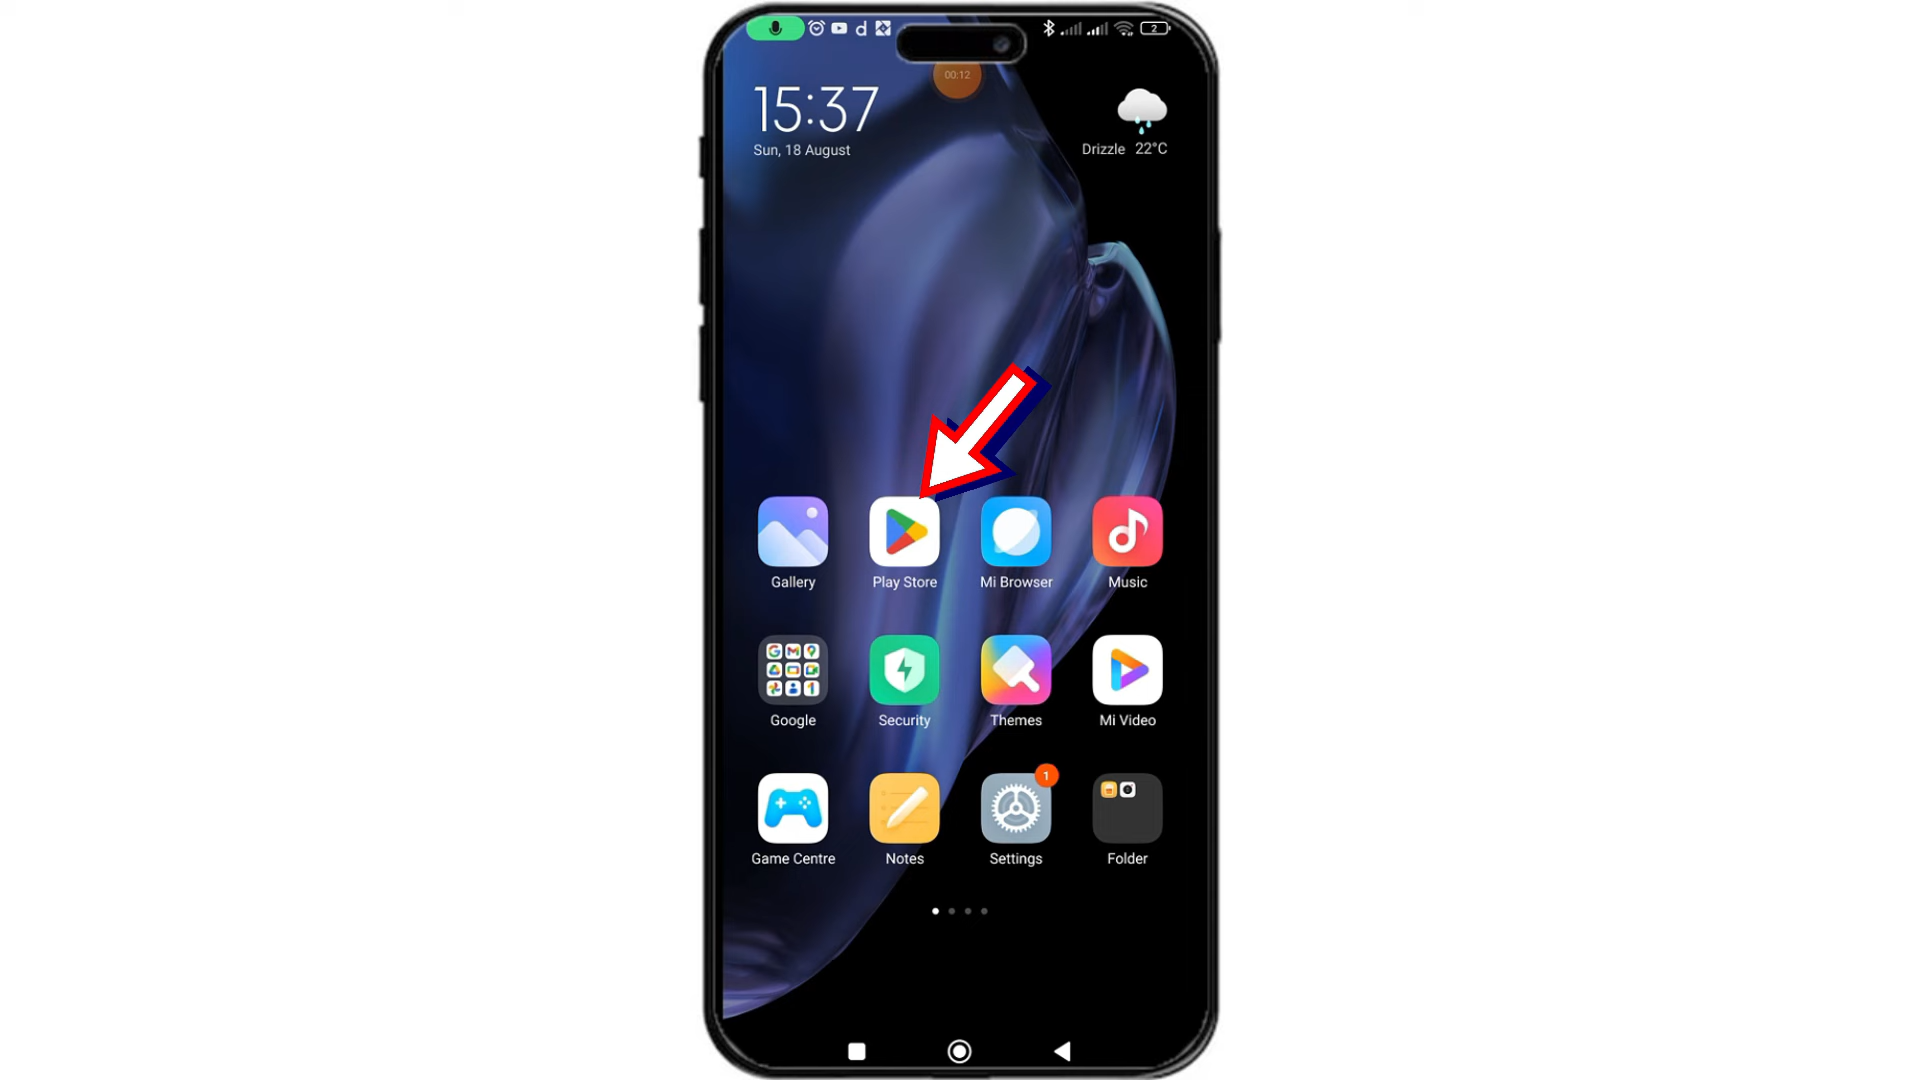 d
2
00:12
15:37
Sun, 18 August
Drizzle 22°C
Gallery
Play Store
Mi Browser
Music
Google
Security
Themes
Mi Video
1
Game Centre
Notes
Settings
Folder